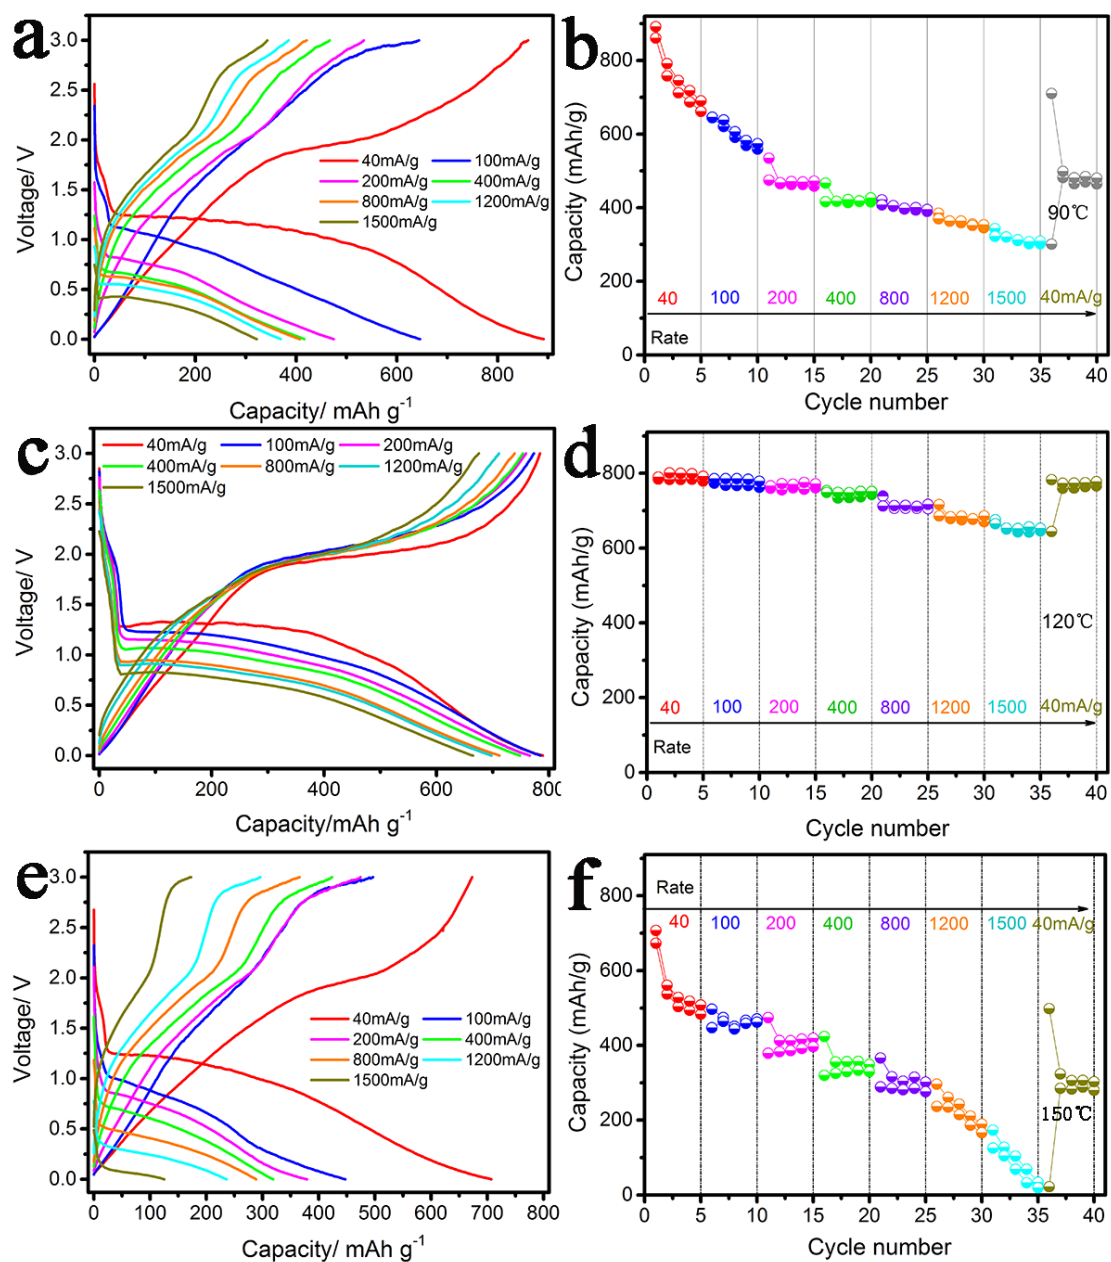 a
3.0
2.5
2.0
1.5
1.0
0.5
0.0
Voltage/ V
40mA/g 100mA/g
200mA/g 400mA/g
800mA/g 1200mA/g
1500mA/g
0 200 400 600 800
Capacity/ mAh g-1
b
800
600
400
200
0
Capacity (mAh/g)
90℃
40 100 200 400 800 1200 1500 40mA/g
Rate
0 5 10 15 20 25 30 35 40
Cycle number
c
3.0
2.5
2.0
1.5
1.0
0.5
0.0
Voltage/ V
40mA/g 100mA/g 200mA/g
400mA/g 800mA/g 1200mA/g
1500mA/g
0 200 400 600 800
Capacity/mAh g-1
d
800
600
400
200
0
Capacity (mAh/g)
120℃
40 100 200 400 800 1200 1500 40mA/g
Rate
0 5 10 15 20 25 30 35 40
Cycle number
e
3.0
2.5
2.0
1.5
1.0
0.5
0.0
Voltage/ V
40mA/g 100mA/g
200mA/g 400mA/g
800mA/g 1200mA/g
1500mA/g
0 100 200 300 400 500 600 700 800
Capacity/ mAh g-1
f
800
600
400
200
0
Capacity (mAh/g)
Rate
40 100 200 400 800 1200 1500 40mA/g
150℃
0 5 10 15 20 25 30 35 40
Cycle number